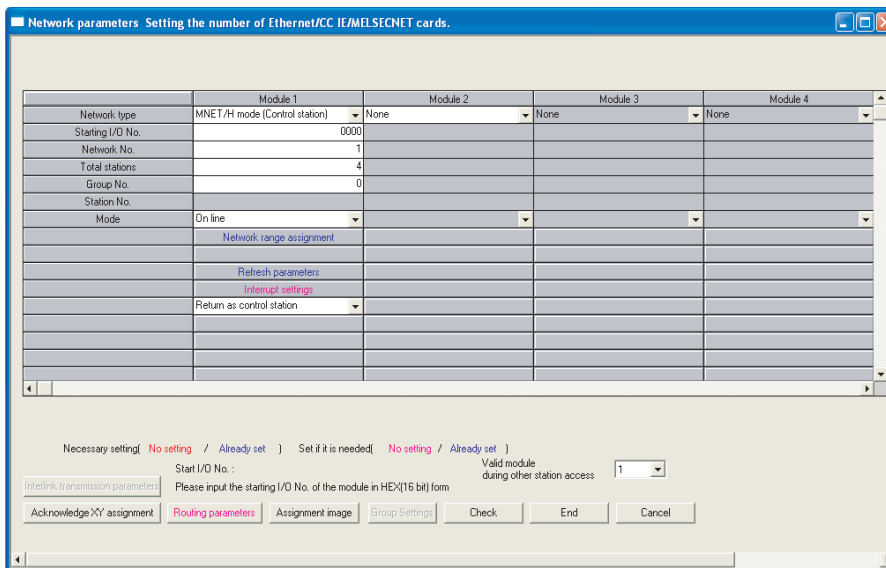 Network parameters Setting the number of Ethernet/CC IE/MELSECNET cards.
Module 1 Module 2 Module 3 Module 4
Network type MNET/H mode (Control station) None None None
Starting I/O No. 0000
Network No. 1
Total stations 4
Group No. 0
Station No.
Mode On line
Network range assignment
Refresh parameters
Interrupt settings
Return as control station
Necessary setting( No setting / Already set ) Set if it is needed( No setting / Already set )
Start I/O No. : Valid module
during other station access 1
Interlink transmission parameters Please input the starting I/O No. of the module in HEX(16 bit) form
Acknowledge XY assignment Routing parameters Assignment image Group Settings Check End Cancel